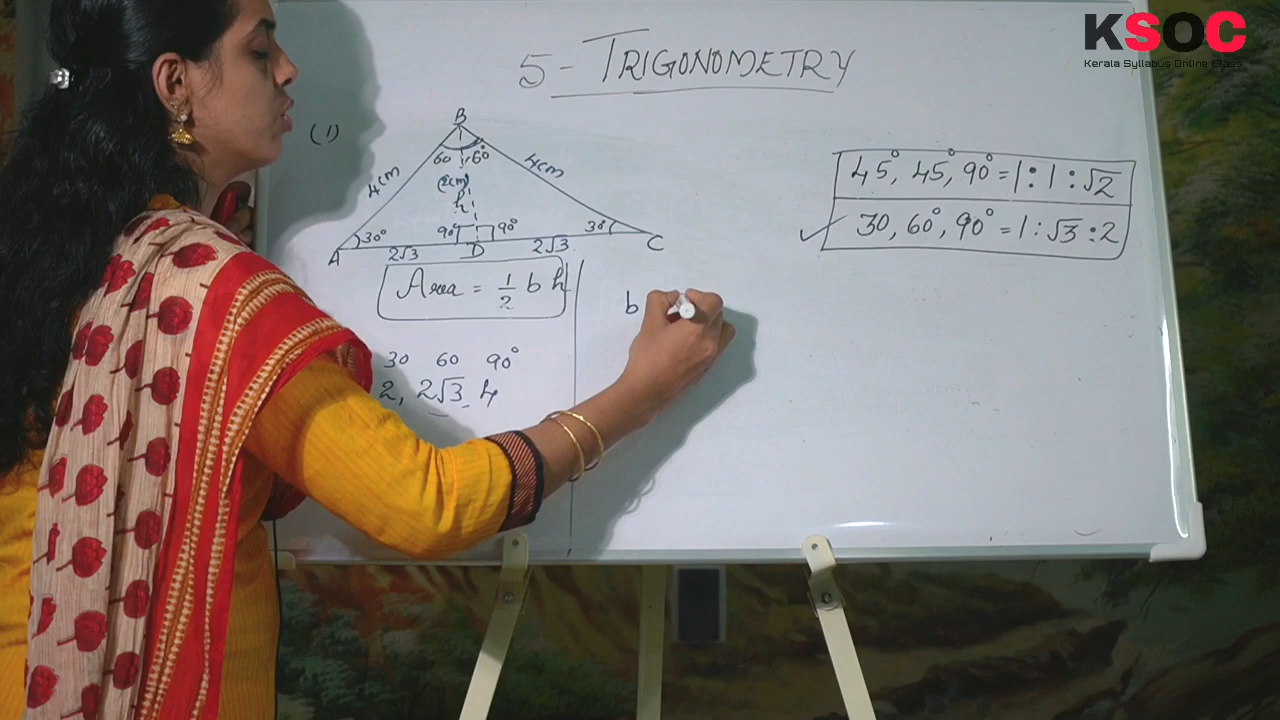 KSOC
Kerala Syllabus Online Class
5 - TRIGONOMETRY
(1)
B
60 60°
4cm
4cm
(2cm)
h
90° 90°
30°
30°
A
2√3
D
2√3
C
Area = 1/2 b h
30 60 90°
2, 2√3, 4
b
45°, 45°, 90° = 1 : 1 : √2
30, 60°, 90° = 1 : √3 : 2